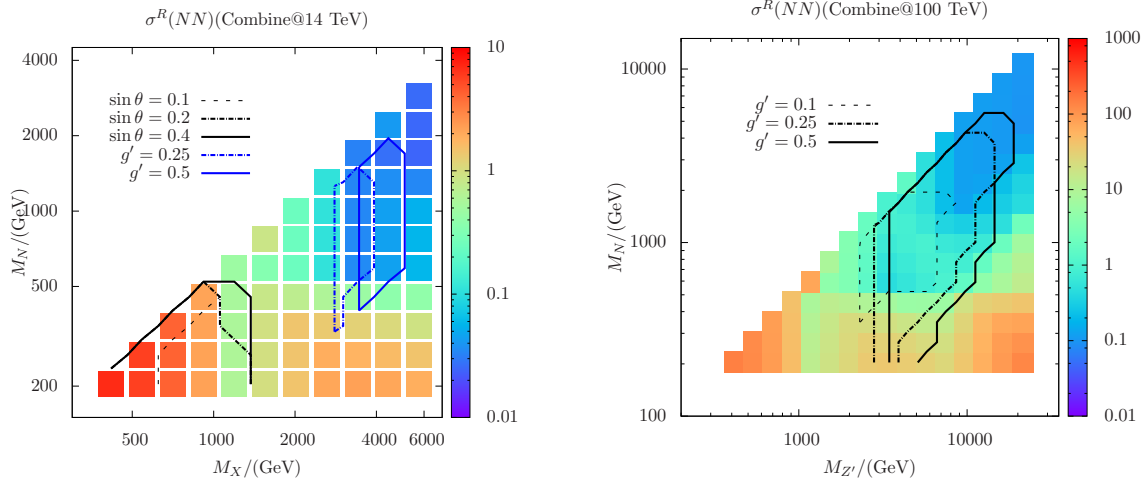 σ^R(NN)(Combine@14 TeV)
M_N/(GeV)
4000
2000
1000
500
200
sin θ = 0.1
sin θ = 0.2
sin θ = 0.4
g′ = 0.25
g′ = 0.5
500 1000 2000 4000 6000
M_X/(GeV)
10
1
0.1
0.01
σ^R(NN)(Combine@100 TeV)
M_N/(GeV)
10000
1000
100
g′ = 0.1
g′ = 0.25
g′ = 0.5
1000 10000
M_{Z′}/(GeV)
1000
100
10
1
0.1
0.01